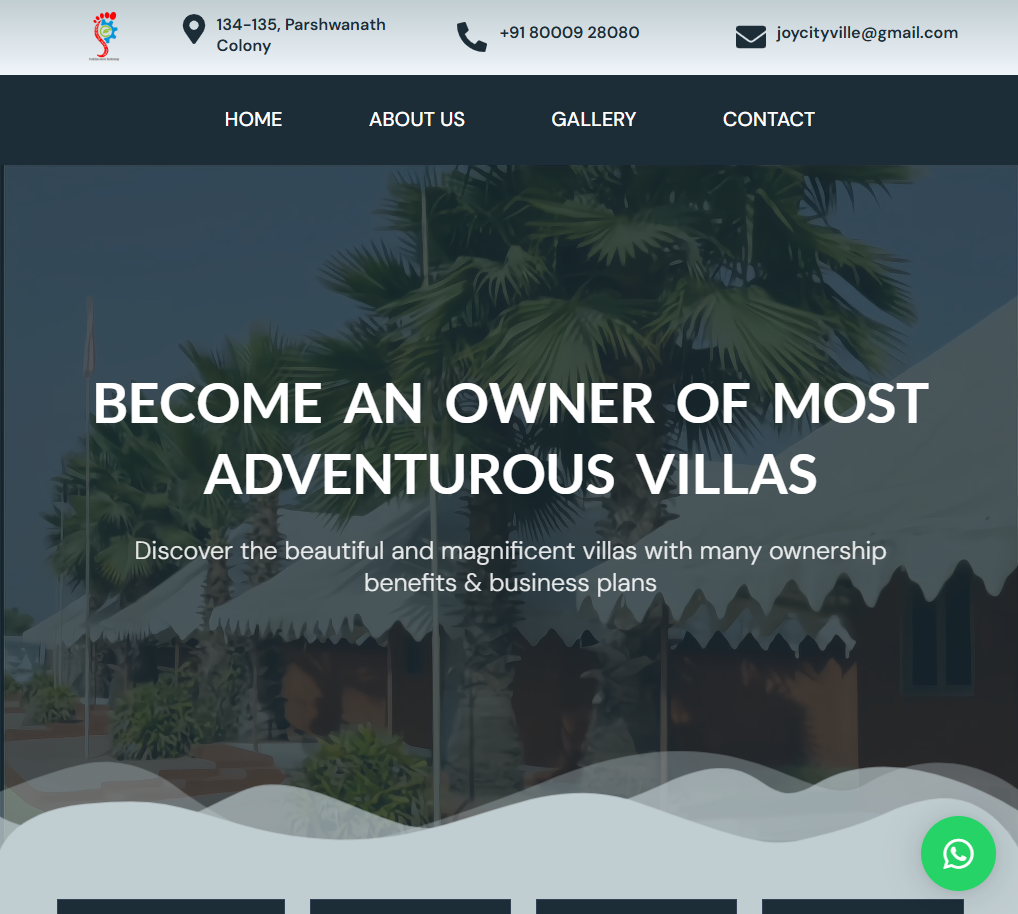 134-135, Parshwanath
Colony
+91 80009 28080
joycityville@gmail.com
HOME
ABOUT US
GALLERY
CONTACT
BECOME AN OWNER OF MOST
ADVENTUROUS VILLAS
Discover the beautiful and magnificent villas with many ownership
benefits & business plans